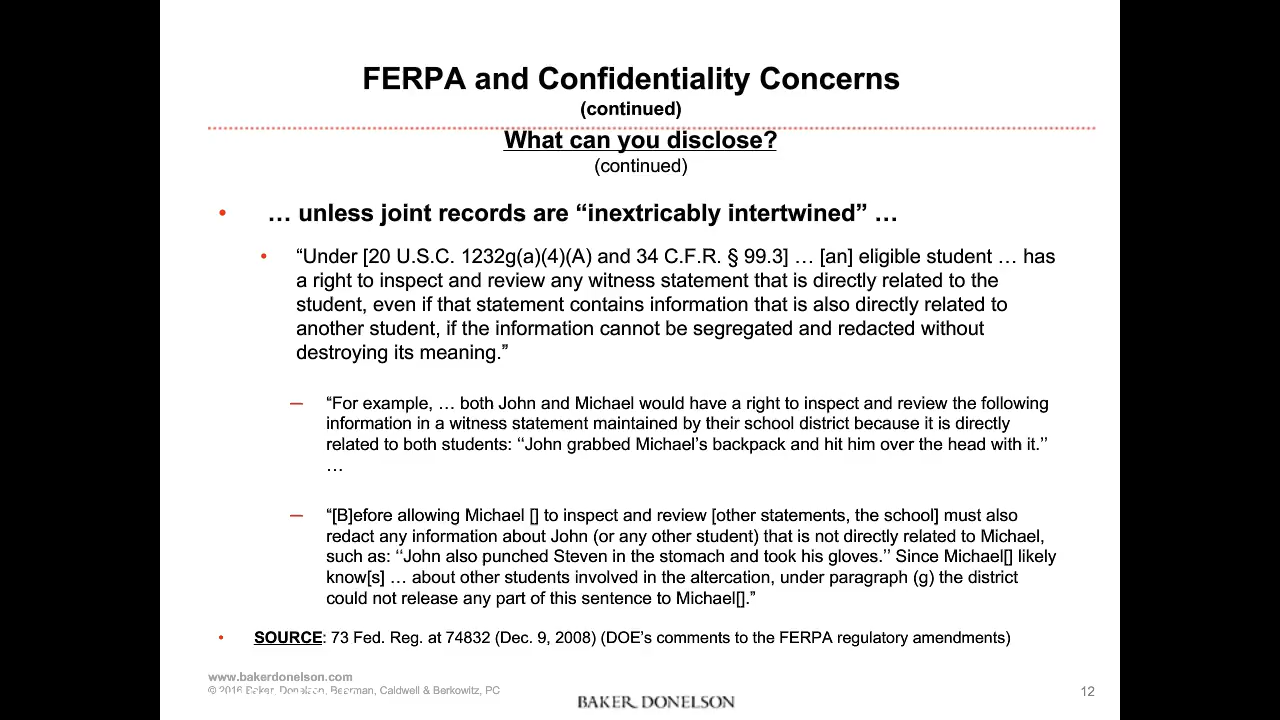 FERPA and Confidentiality Concerns
(continued)
What can you disclose?
(continued)
• … unless joint records are “inextricably intertwined” …
• “Under [20 U.S.C. 1232g(a)(4)(A) and 34 C.F.R. § 99.3] … [an] eligible student … has
a right to inspect and review any witness statement that is directly related to the
student, even if that statement contains information that is also directly related to
another student, if the information cannot be segregated and redacted without
destroying its meaning.”
— “For example, … both John and Michael would have a right to inspect and review the following
information in a witness statement maintained by their school district because it is directly
related to both students: ‘‘John grabbed Michael’s backpack and hit him over the head with it.’’
…
— “[B]efore allowing Michael [] to inspect and review [other statements, the school] must also
redact any information about John (or any other student) that is not directly related to Michael,
such as: ‘‘John also punched Steven in the stomach and took his gloves.’’ Since Michael[] likely
know[s] … about other students involved in the altercation, under paragraph (g) the district
could not release any part of this sentence to Michael[].”
• SOURCE: 73 Fed. Reg. at 74832 (Dec. 9, 2008) (DOE’s comments to the FERPA regulatory amendments)
www.bakerdonelson.com
© 2016 Baker, Donelson, Bearman, Caldwell & Berkowitz, PC
BAKER DONELSON
12